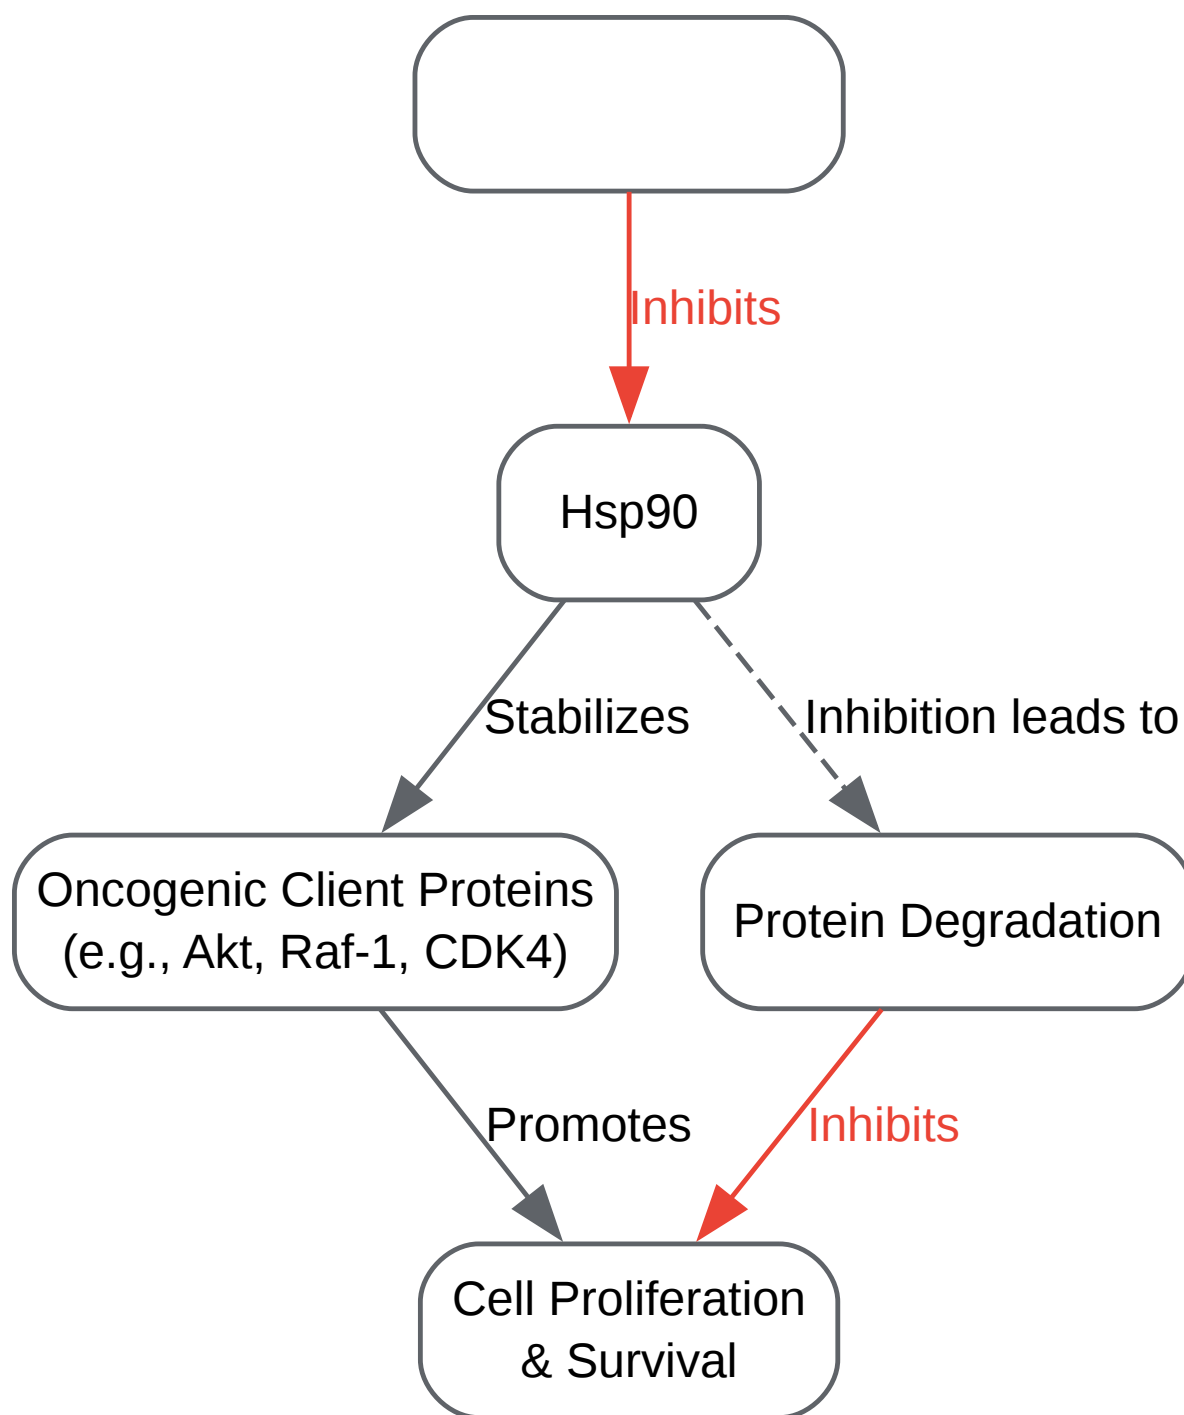 Inhibits
Hsp90
Stabilizes
Inhibition leads to
Oncogenic Client Proteins
(e.g., Akt, Raf-1, CDK4)
Protein Degradation
Promotes
Inhibits
Cell Proliferation
& Survival